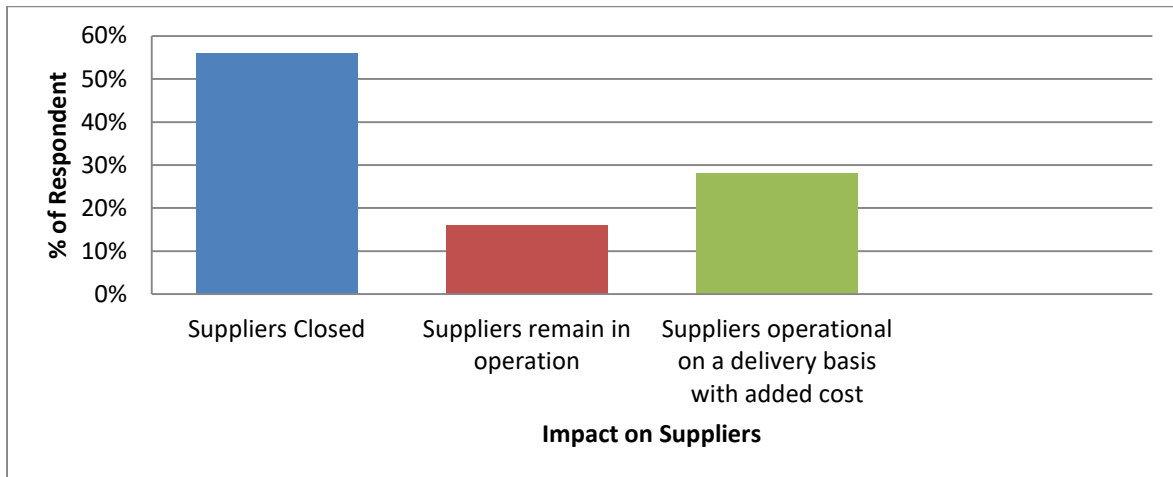 60%
50%
40%
30%
20%
10%
0%
% of Respondent
Suppliers Closed
Suppliers remain in
operation
Suppliers operational
on a delivery basis
with added cost
Impact on Suppliers